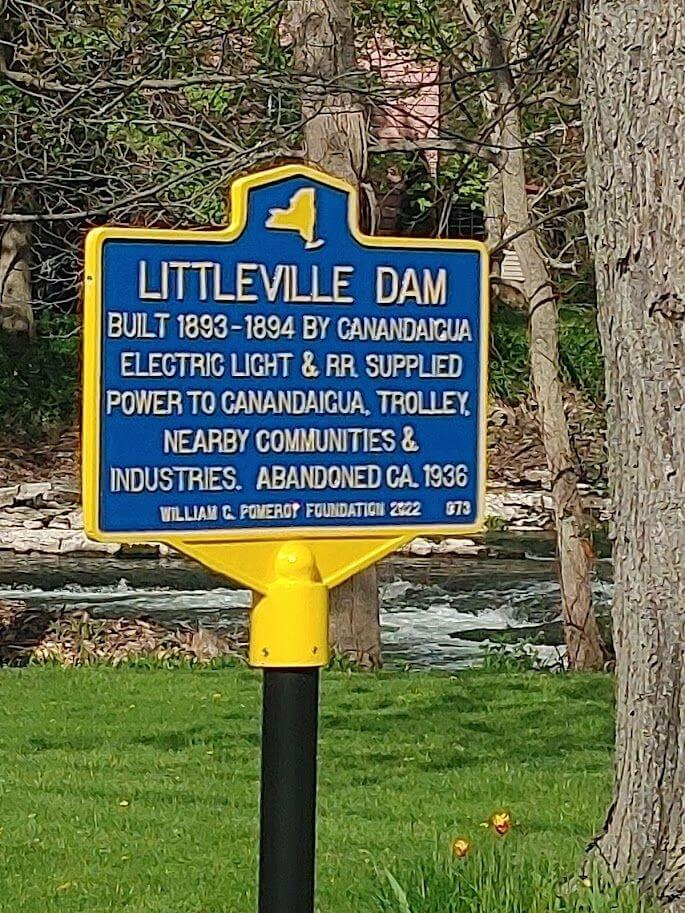 LITTLEVILLE DAM
BUILT 1893-1894 BY CANANDAIGUA
ELECTRIC LIGHT & RR. SUPPLIED
POWER TO CANANDAIGUA, TROLLEY,
NEARBY COMMUNITIES &
INDUSTRIES. ABANDONED CA. 1936
WILLIAM G. POMEROY FOUNDATION 2022 873